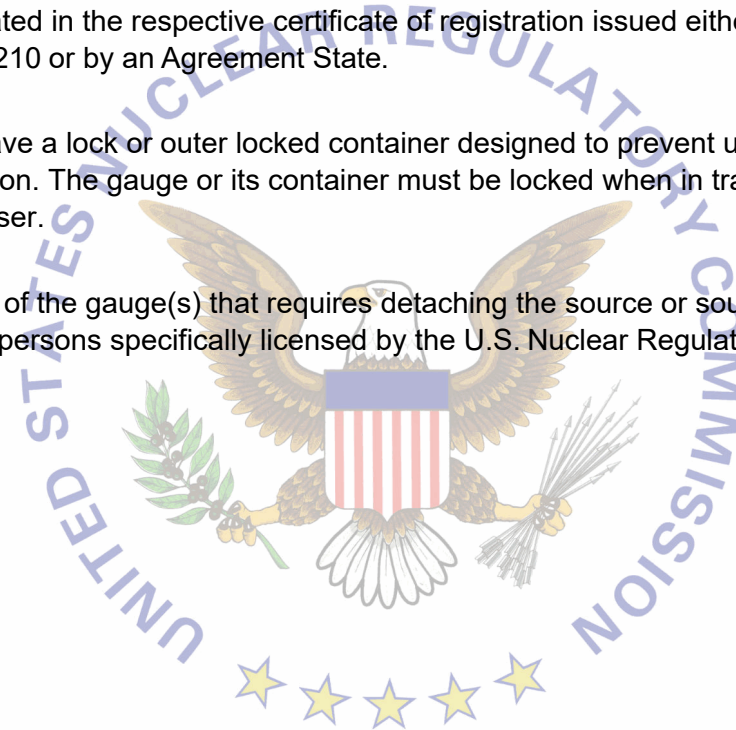 ated in the respective certificate of registration issued eithe
210 or by an Agreement State.
ave a lock or outer locked container designed to prevent u
on. The gauge or its container must be locked when in tra
ser.
of the gauge(s) that requires detaching the source or sou
persons specifically licensed by the U.S. Nuclear Regulat
UNITED STATES NUCLEAR REGULATORY COMMISSION